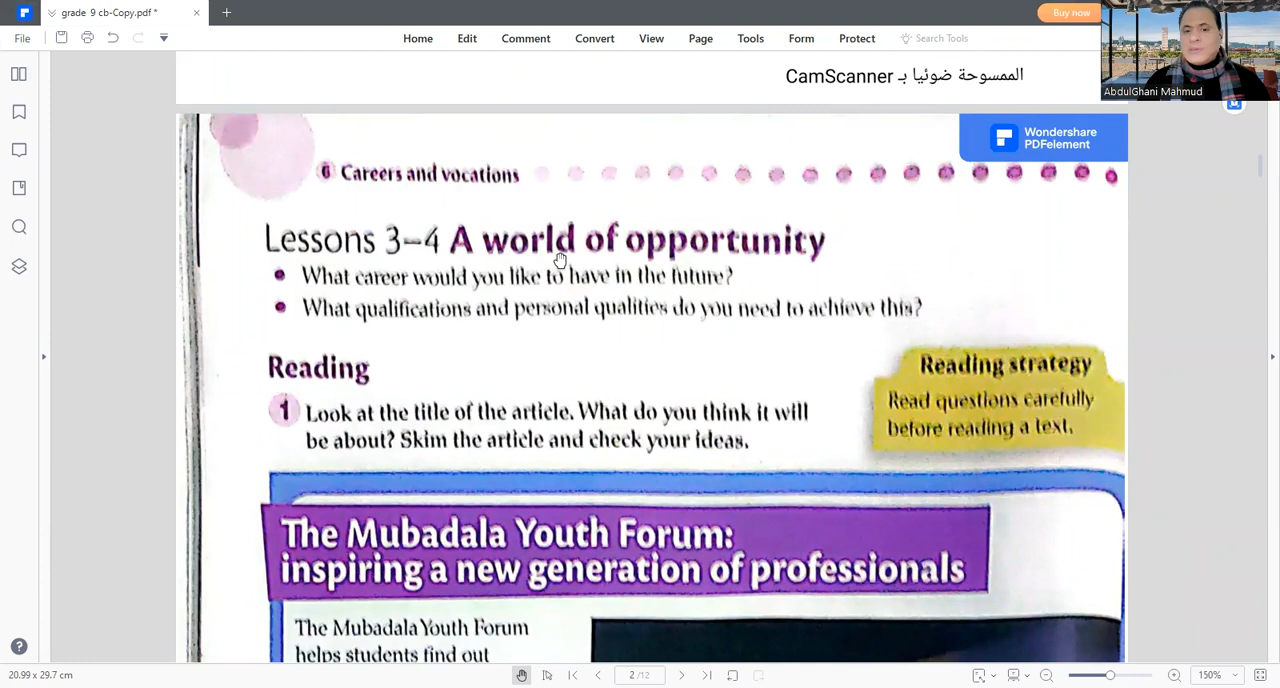 grade 9 cb-Copy.pdf *
Buy now
File
Home
Edit
Comment
Convert
View
Page
Tools
Form
Protect
Search Tools
AbdulGhani Mahmud
الممسوحة ضوئيا بـ CamScanner
Wondershare
PDFelement
6 Careers and vocations
Lessons 3–4 A world of opportunity
• What career would you like to have in the future?
• What qualifications and personal qualities do you need to achieve this?
Reading
Reading strategy
Read questions carefully
before reading a text.
1 Look at the title of the article. What do you think it will
be about? Skim the article and check your ideas.
The Mubadala Youth Forum:
inspiring a new generation of professionals
The Mubadala Youth Forum
helps students find out
20.99 x 29.7 cm
2 /12
150%